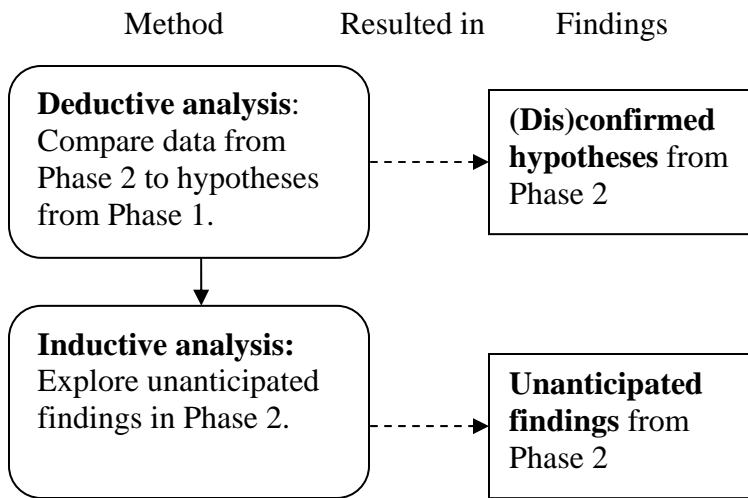 Method Resulted in Findings
Deductive analysis:
Compare data from
Phase 2 to hypotheses
from Phase 1.
(Dis)confirmed
hypotheses from
Phase 2
Inductive analysis:
Explore unanticipated
findings in Phase 2.
Unanticipated
findings from
Phase 2